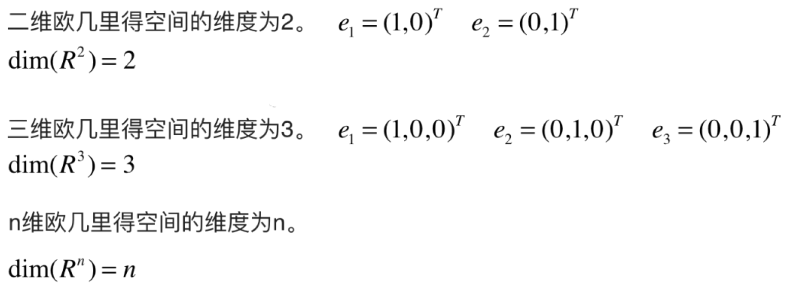 二维欧几里得空间的维度为2。 e₁ = (1,0)ᵀ e₂ = (0,1)ᵀ
dim(R²) = 2
三维欧几里得空间的维度为3。 e₁ = (1,0,0)ᵀ e₂ = (0,1,0)ᵀ e₃ = (0,0,1)ᵀ
dim(R³) = 3
n维欧几里得空间的维度为n。
dim(Rⁿ) = n